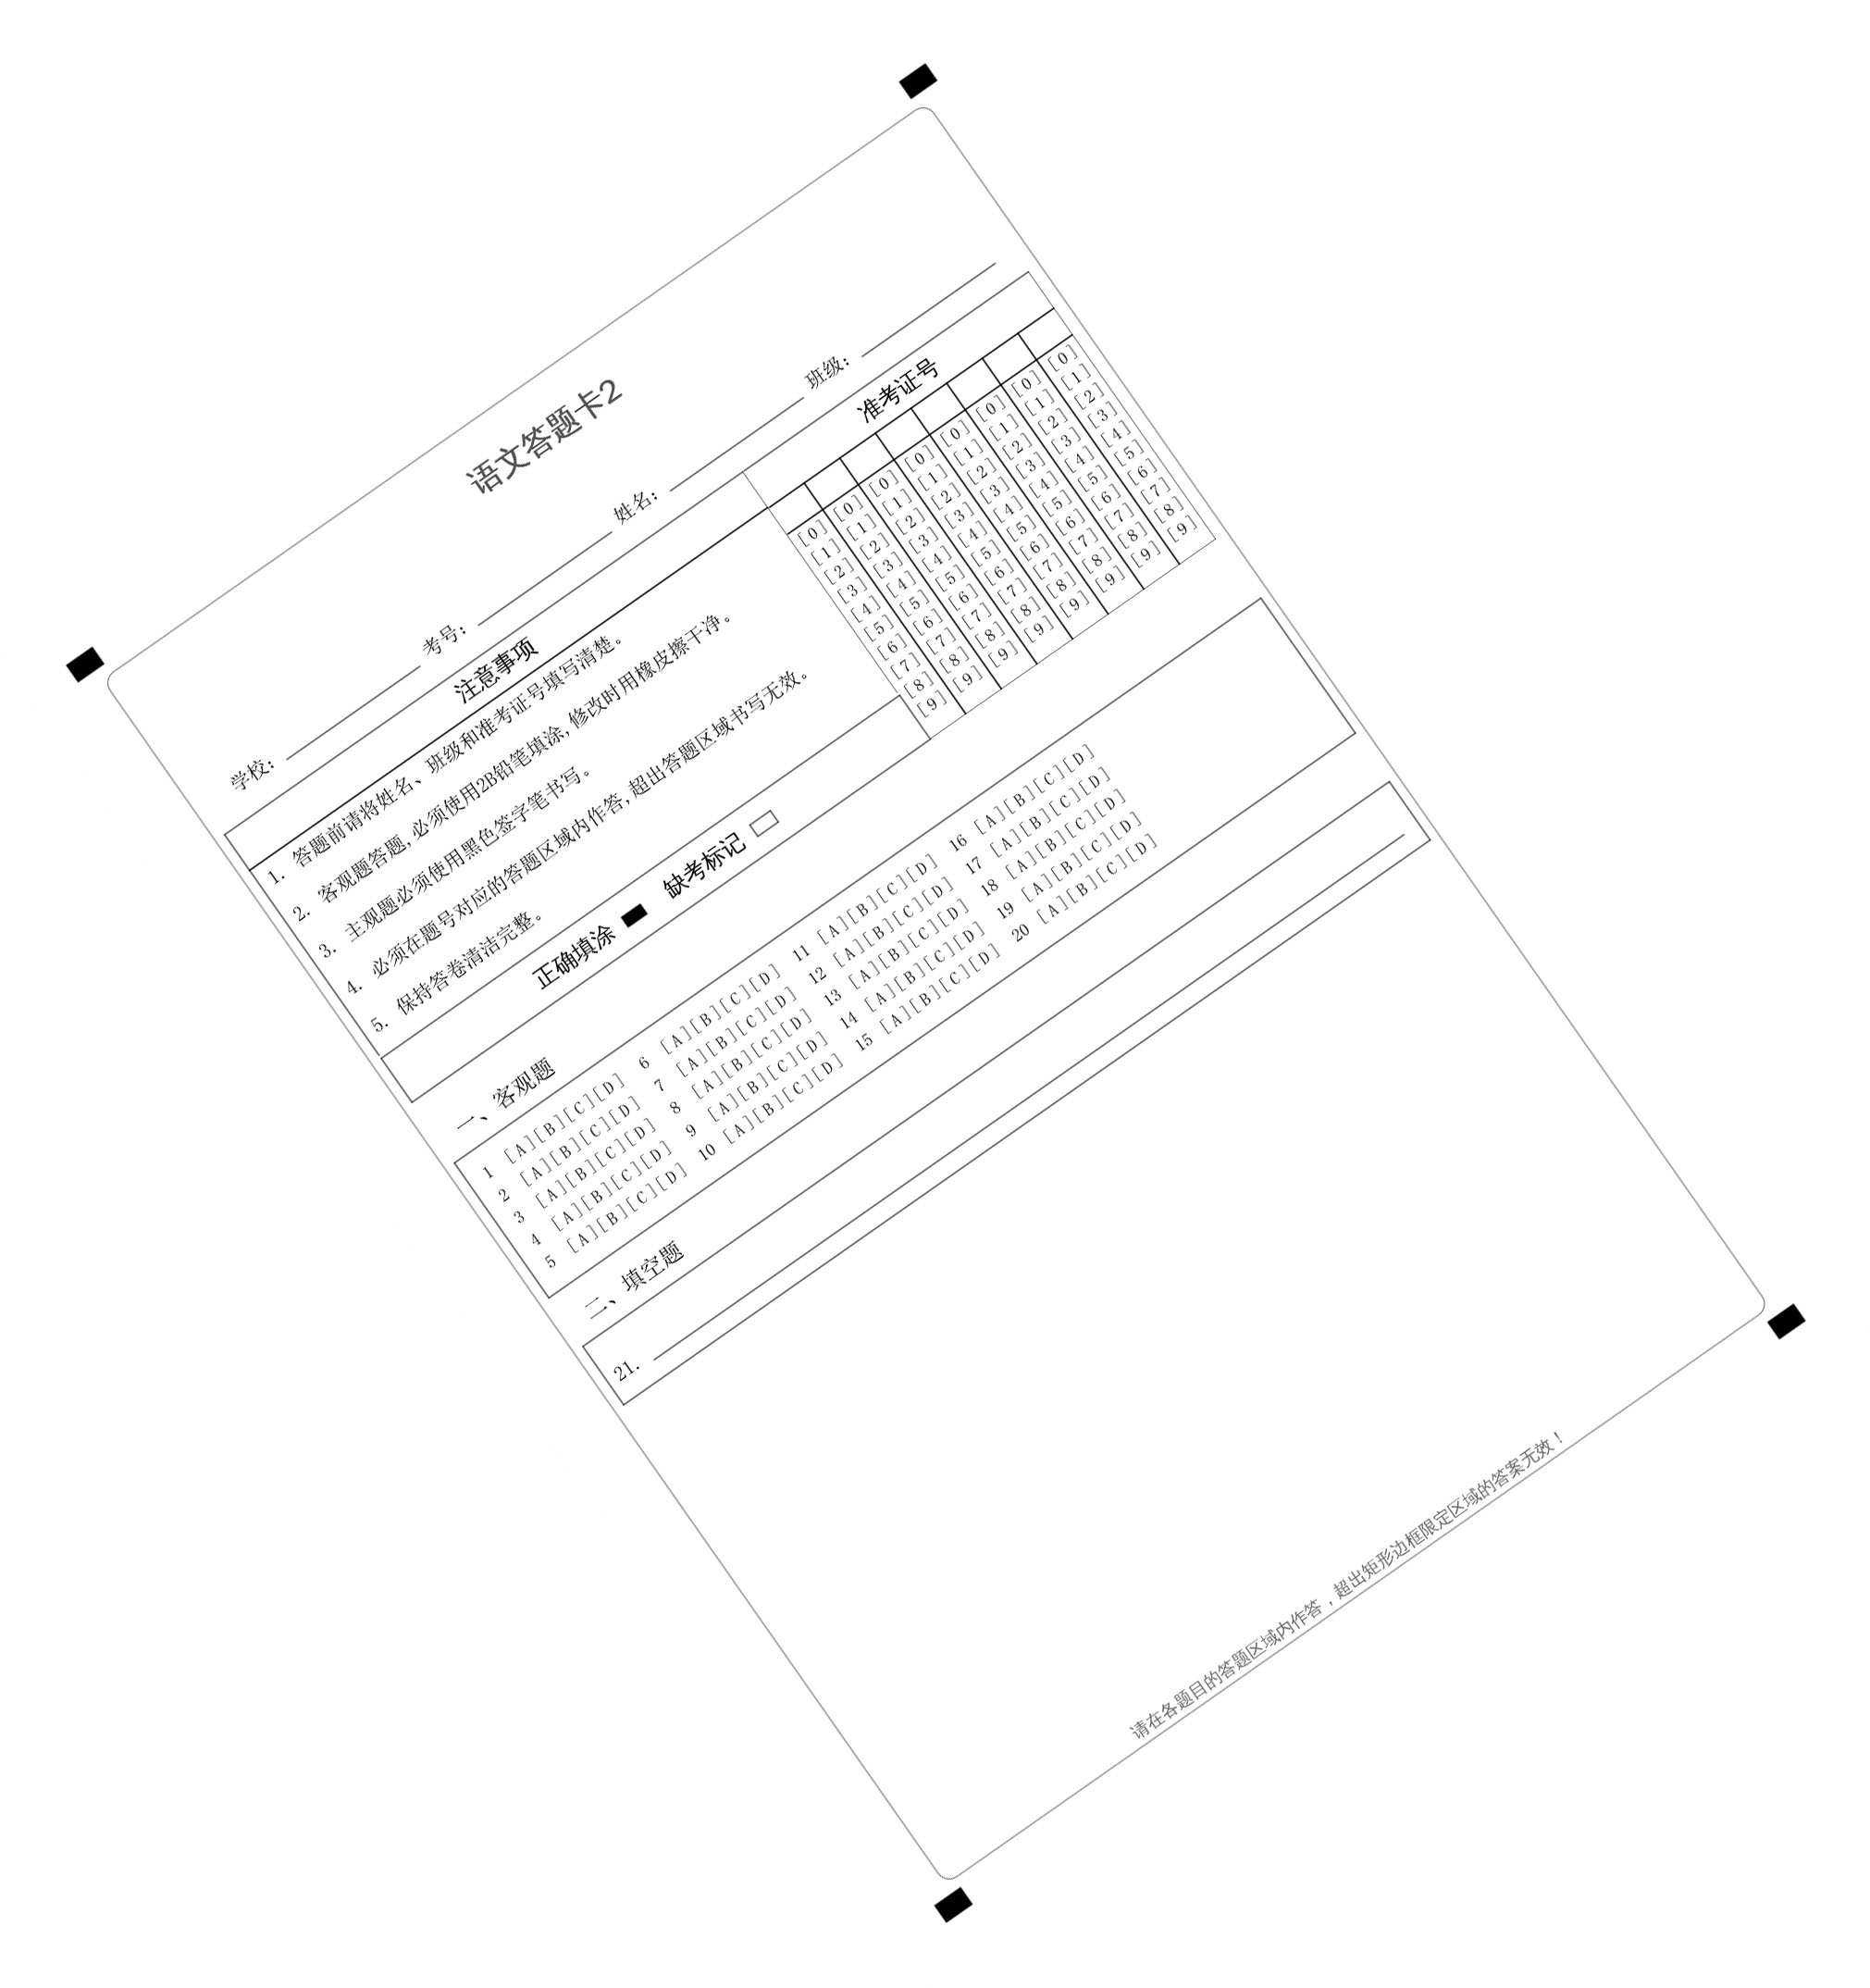 语文答题卡2
学校: 考号: 姓名: 班级:
注意事项
1. 答题前请将姓名、班级和准考证号填写清楚。
2. 客观题答题,必须使用2B铅笔填涂,修改时用橡皮擦干净。
3. 主观题必须使用黑色签字笔书写。
4. 必须在题号对应的答题区域内作答,超出答题区域书写无效。
5. 保持答卷清洁完整。
正确填涂 缺考标记
准考证号
[0] [0] [0] [0] [0] [0] [0] [0]
[1] [1] [1] [1] [1] [1] [1] [1]
[2] [2] [2] [2] [2] [2] [2] [2]
[3] [3] [3] [3] [3] [3] [3] [3]
[4] [4] [4] [4] [4] [4] [4] [4]
[5] [5] [5] [5] [5] [5] [5] [5]
[6] [6] [6] [6] [6] [6] [6] [6]
[7] [7] [7] [7] [7] [7] [7] [7]
[8] [8] [8] [8] [8] [8] [8] [8]
[9] [9] [9] [9] [9] [9] [9] [9]
一、客观题
1 [A][B][C][D] 6 [A][B][C][D] 11 [A][B][C][D] 16 [A][B][C][D]
2 [A][B][C][D] 7 [A][B][C][D] 12 [A][B][C][D] 17 [A][B][C][D]
3 [A][B][C][D] 8 [A][B][C][D] 13 [A][B][C][D] 18 [A][B][C][D]
4 [A][B][C][D] 9 [A][B][C][D] 14 [A][B][C][D] 19 [A][B][C][D]
5 [A][B][C][D] 10 [A][B][C][D] 15 [A][B][C][D] 20 [A][B][C][D]
二、填空题
21.
请在各题目的答题区域内作答，超出矩形边框限定区域的答案无效！